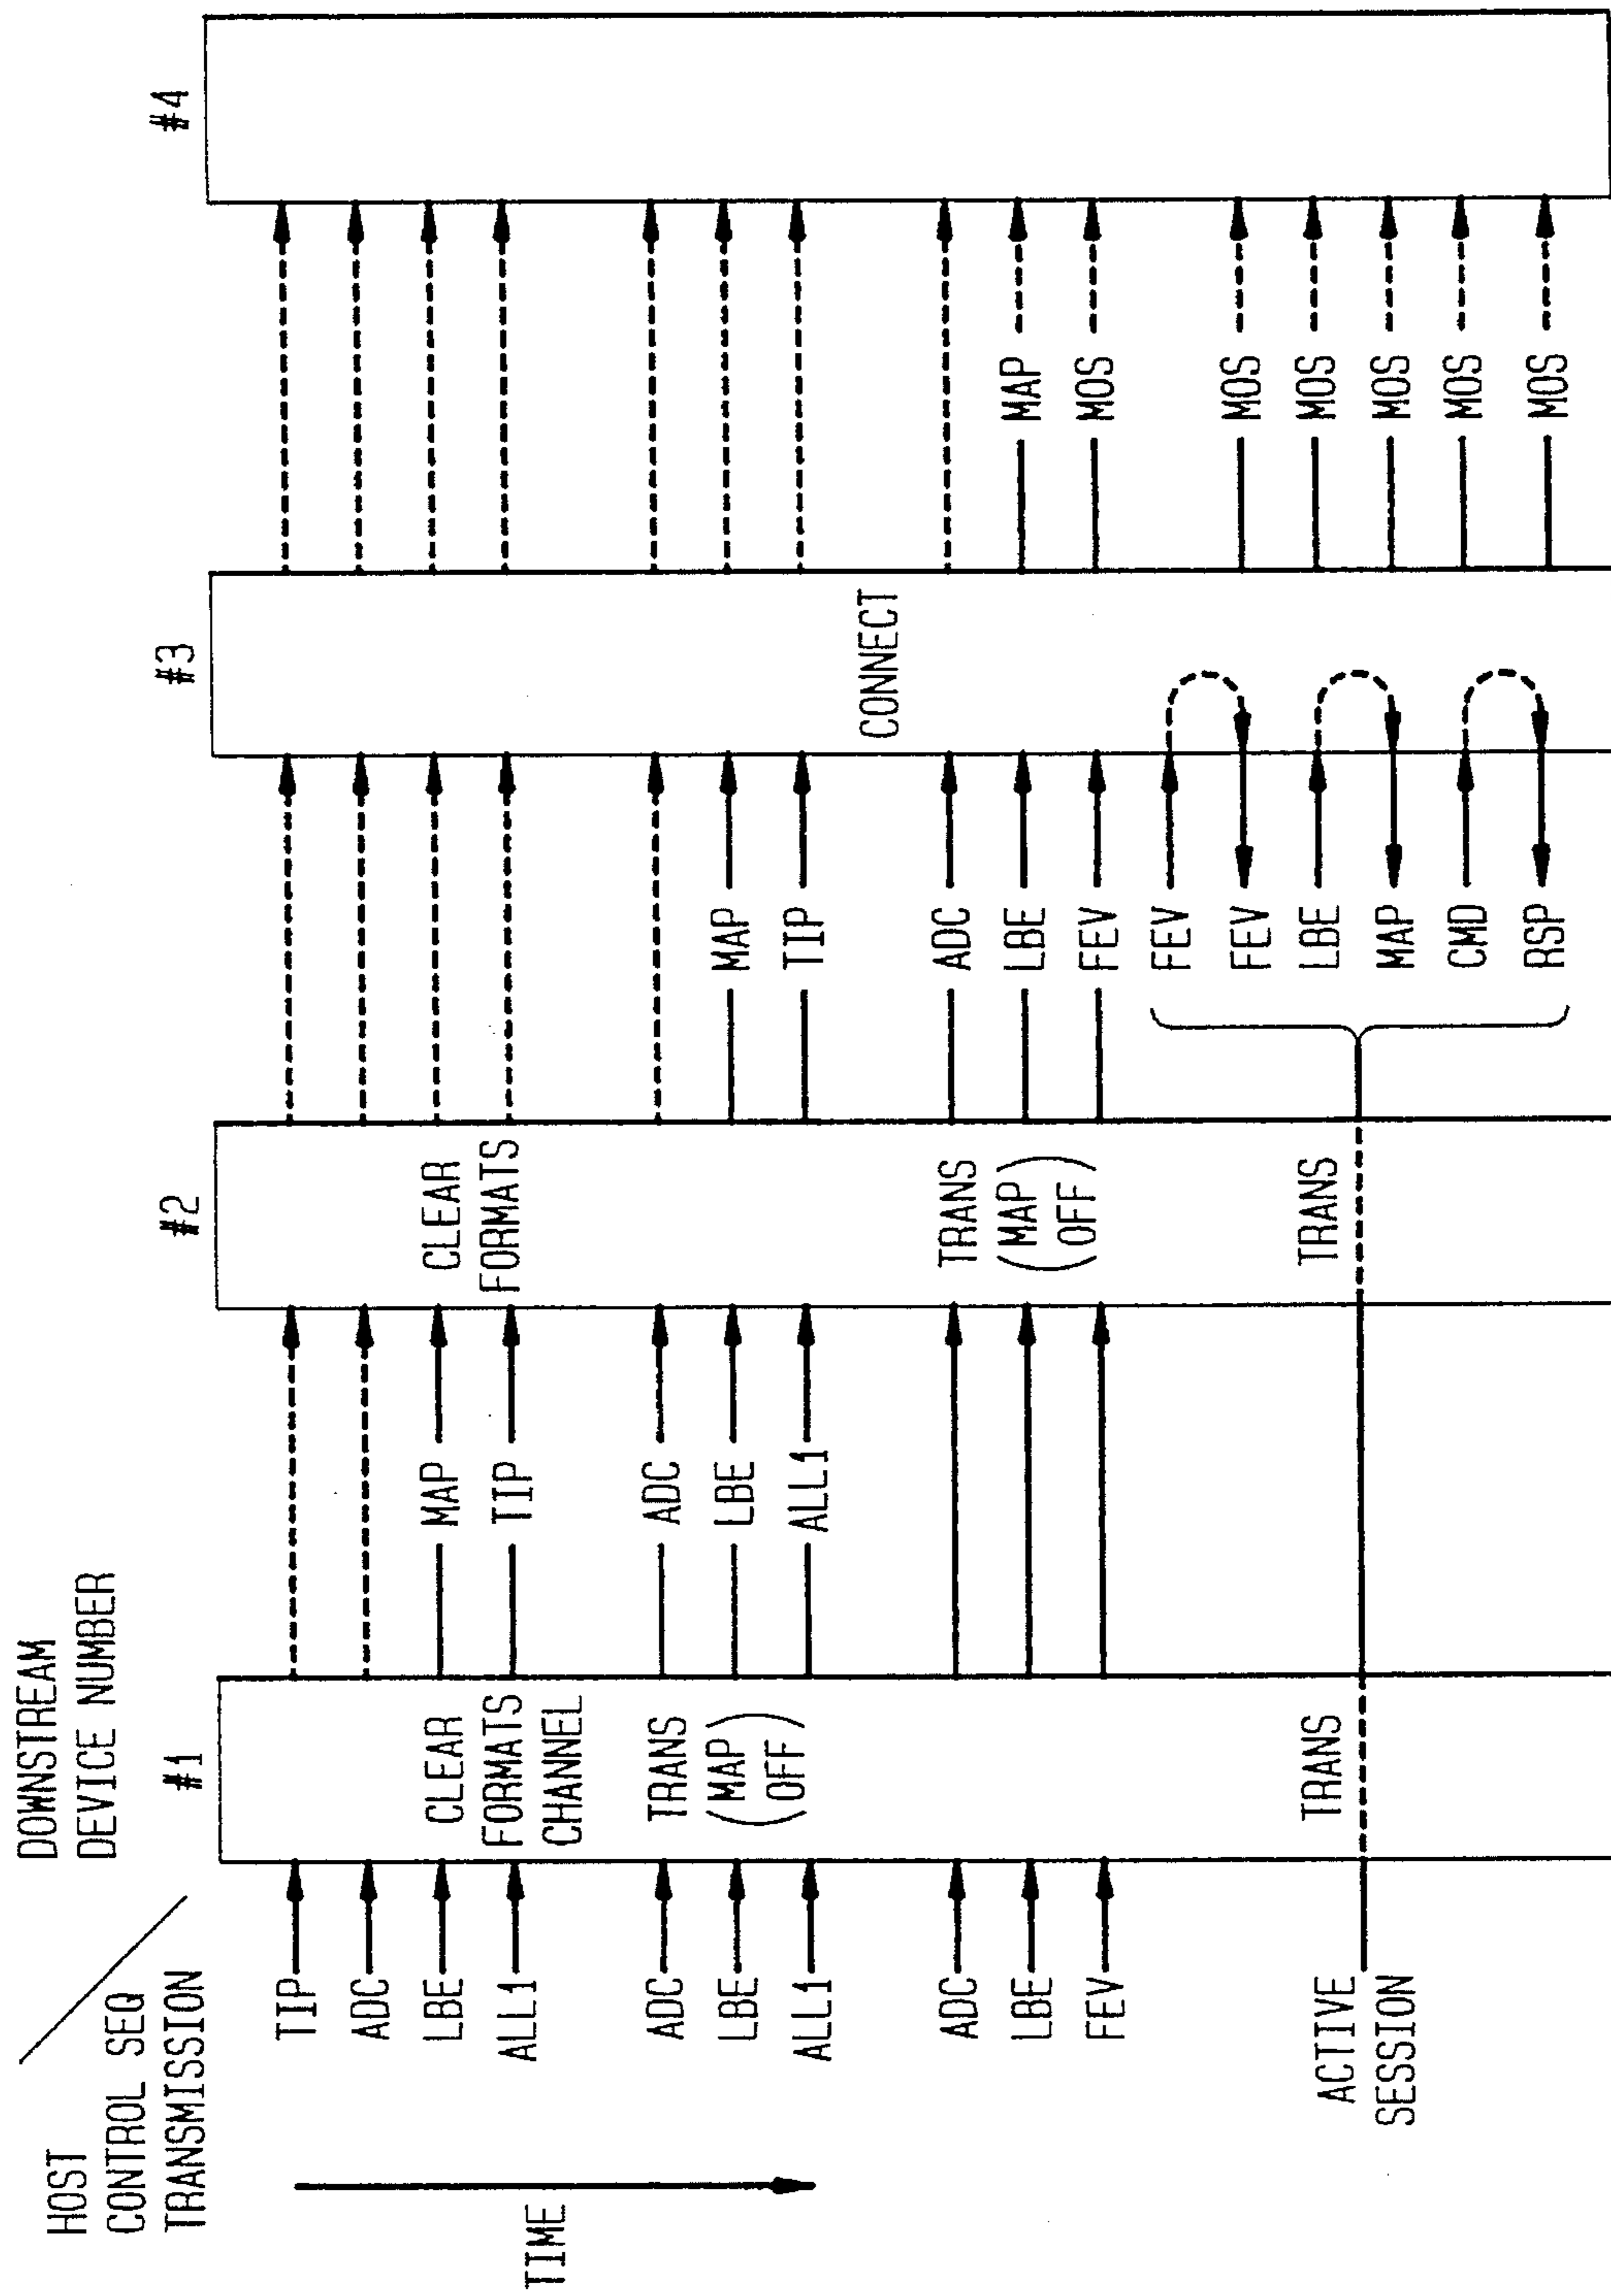 DOWNSTREAM
DEVICE NUMBER
HOST
CONTROL SEQ
TRANSMISSION
#1
#2
#3
#4
TIME
TIP
ADC
LBE
CLEAR
MAP
CLEAR
ALL1
FORMATS
TIP
FORMATS
CHANNEL
ADC
TRANS
ADC
LBE
(MAP
LBE
MAP
ALL1
OFF)
ALL1
TIP
CONNECT
ADC
TRANS
ADC
LBE
(MAP
LBE
MAP
FEV
OFF)
FEV
MOS
FEV
FEV
MOS
ACTIVE
TRANS
TRANS
LBE
MOS
SESSION
MAP
MOS
CMD
MOS
RSP
MOS